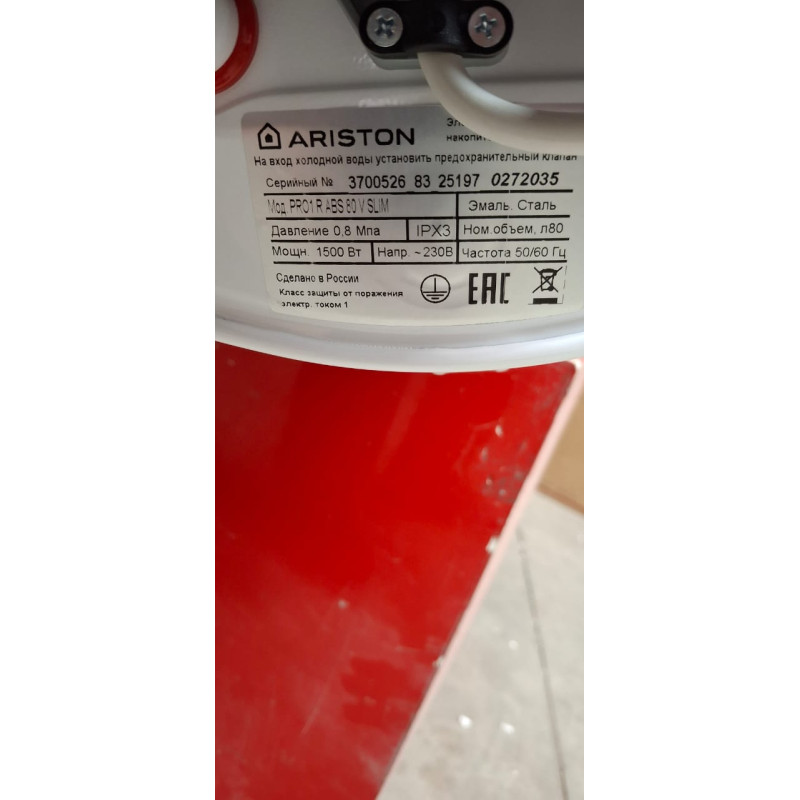 ARISTON
На вход холодной воды установить предохранительный клапан
Серийный № 3700526 83 25197 0272035
Мод. PRO1 R ABS 80 V SLIM Эмаль. Сталь
Давление 0,8 Мпа IPX3 Ном.объем, л80
Мощн. 1500 Вт Напр. ~230В Частота 50/60 Гц
Сделано в России
Класс защиты от поражения
электр. током 1
EAC